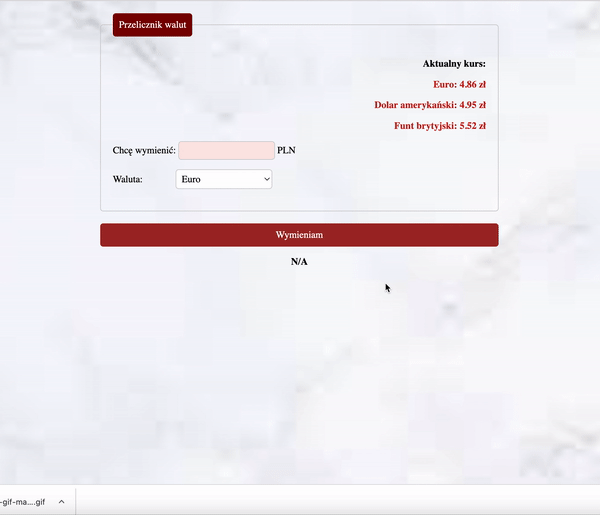 Przelicznik walut
Aktualny kurs:
Euro: 4.86 zł
Dolar amerykański: 4.95 zł
Funt brytyjski: 5.52 zł
Chcę wymienić: PLN
Waluta: Euro
Wymieniam
N/A
-gif-ma....gif